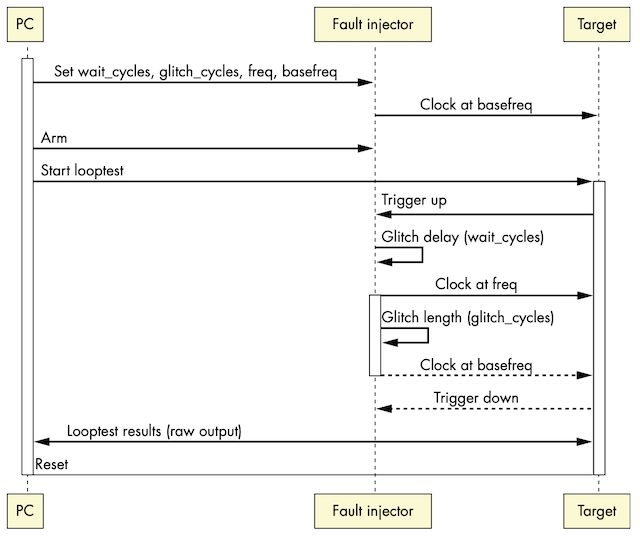 PC
Fault injector
Target
Set wait_cycles, glitch_cycles, freq, basefreq
Clock at basefreq
Arm
Start looptest
Trigger up
Glitch delay (wait_cycles)
Clock at freq
Glitch length (glitch_cycles)
Clock at basefreq
Trigger down
Looptest results (raw output)
Reset
PC
Fault injector
Target